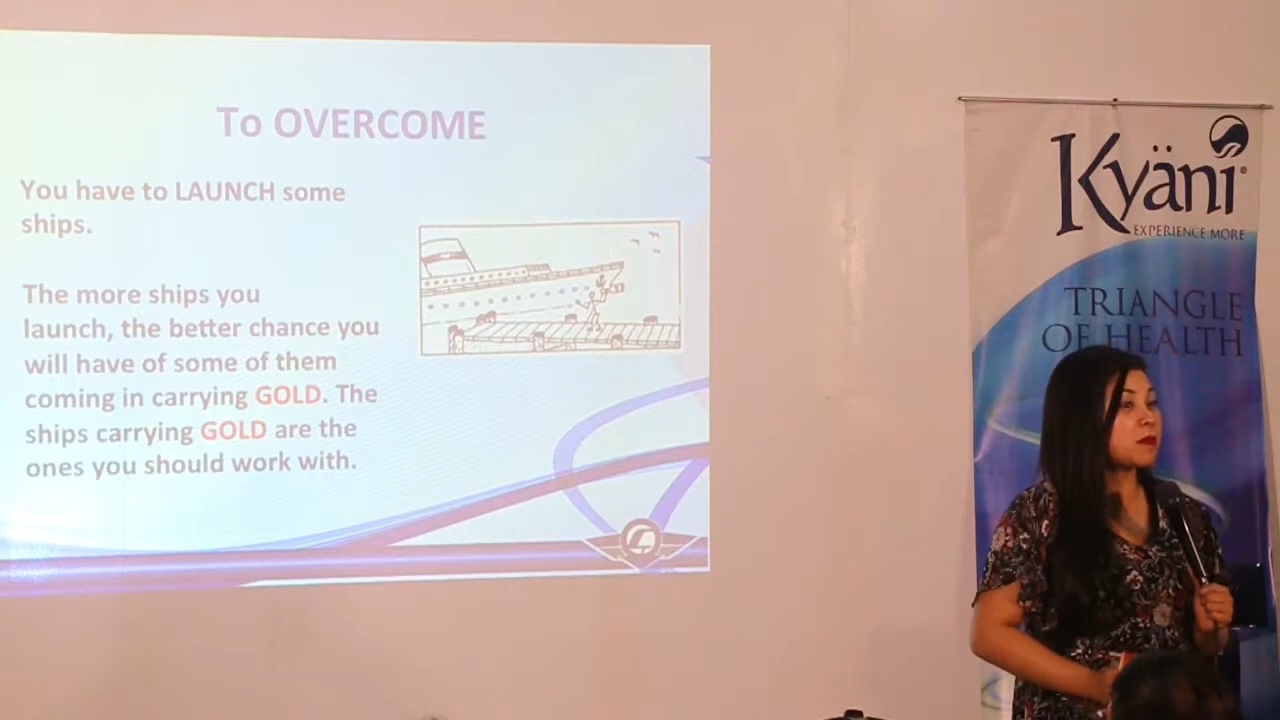 To OVERCOME
You have to LAUNCH some
ships.
The more ships you
launch, the better chance you
will have of some of them
coming in carrying GOLD. The
ships carrying GOLD are the
ones you should work with.
Kyäni®
EXPERIENCE MORE
TRIANGLE
OF HEALTH